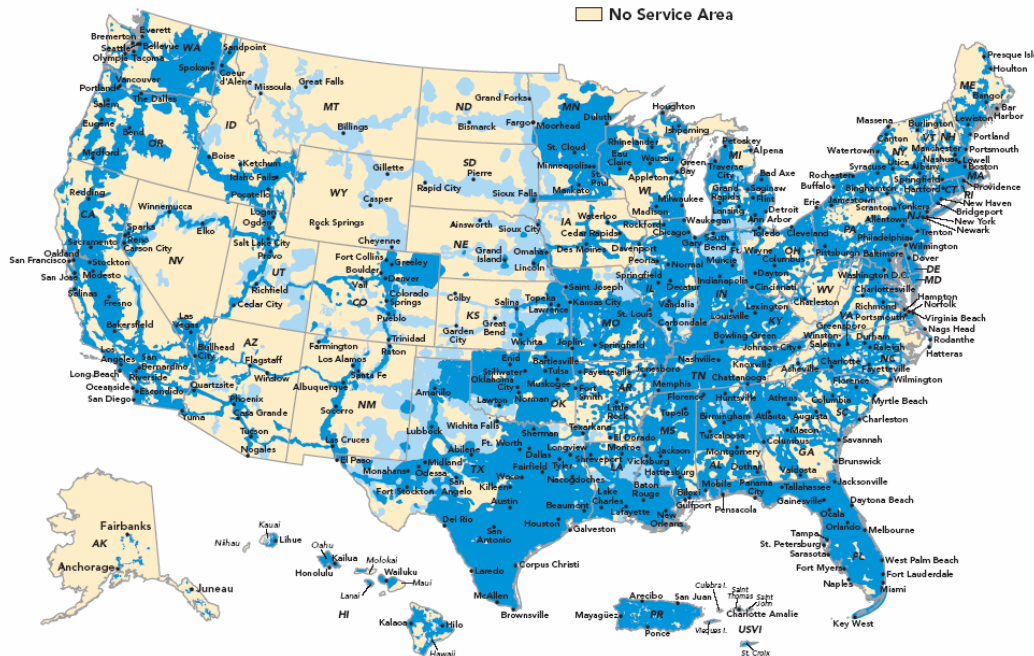 No Service Area
Everett
Bremerton
Seattle
Bellevue
Olympia
Tacoma
WA
Spokane
Sandpoint
Coeur
d'Alene
Vancouver
Portland
The Dalles
Salem
Eugene
Bend
OR
Medford
Missoula
Great Falls
MT
Billings
ID
Boise
Ketchum
Idaho Falls
Pocatello
ND
Grand Forks
Bismarck
Fargo
MN
Moorhead
Duluth
St. Cloud
Minneapolis
St.
Paul
Mankato
SD
Pierre
Rapid City
Sioux Falls
Gillette
WY
Casper
Rock Springs
Cheyenne
Redding
CA
Sacramento
Oakland
San Francisco
Stockton
Modesto
San Jose
Salinas
Fresno
Bakersfield
Los
Angeles
San
Bernardino
Riverside
Long Beach
Oceanside
Escondido
San Diego
Winnemucca
Elko
Sparks
Reno
Carson City
NV
Las
Vegas
Logan
Ogden
Salt Lake City
Provo
UT
Richfield
Cedar City
Bullhead
City
AZ
Flagstaff
Winslow
Quartzsite
Phoenix
Casa Grande
Yuma
Tucson
Nogales
Fort Collins
Greeley
Boulder
Denver
Vail
CO
Colorado
Springs
Pueblo
Trinidad
Raton
Farmington
Los Alamos
Santa Fe
Albuquerque
NM
Socorro
Las Cruces
Ainsworth
Sioux City
NE
Grand
Island
Omaha
Lincoln
Colby
Salina
Topeka
Lawrence
KS
Great
Bend
Garden
City
Wichita
IA
Waterloo
Cedar Rapids
Des Moines
Davenport
Saint Joseph
Kansas City
MO
St. Louis
Joplin
Springfield
Enid
Bartlesville
Stillwater
Tulsa
Oklahoma
City
Muskogee
Norman
OK
Lawton
Fayetteville
Fort
Smith
AR
Jonesboro
Little
Rock
Texarkana
El Dorado
Amarillo
Lubbock
Wichita Falls
Sherman
Ft. Worth
Dallas
Abilene
Midland
Odessa
Monahans
El Paso
Fort Stockton
San
Angelo
TX
Fairfield
Waco
Killeen
Longview
Tyler
Nacogdoches
Austin
Beaumont
Houston
Galveston
Del Rio
San
Antonio
Corpus Christi
Laredo
McAllen
Brownsville
Shreveport
Monroe
LA
Lake
Charles
Lafayette
Baton
Rouge
New
Orleans
Vicksburg
Jackson
Hattiesburg
MS
Tupelo
Biloxi
Gulfport
Houghton
Ishpeming
Rhinelander
Eau
Claire
Wausau
Green
Bay
Appleton
WI
Madison
Milwaukee
Waukegan
Rockford
Chicago
Peoria
Normal
Springfield
IL
Decatur
Vandalia
Carbondale
Petoskey
Alpena
MI
Traverse
City
Bad Axe
Saginaw
Grand
Rapids
Flint
Lansing
Detroit
Ann Arbor
Gary
South
Bend
Ft. Wayne
Muncie
Indianapolis
IN
Toledo
Cleveland
OH
Columbus
Dayton
Cincinnati
Lexington
Louisville
KY
Bowling Green
Nashville
Knoxville
Johnson City
TN
Memphis
Chattanooga
Florence
Huntsville
Birmingham
Tuscaloosa
Montgomery
AL
Dothan
Mobile
Pensacola
Panama
City
Athens
Atlanta
Augusta
Macon
Columbus
GA
Valdosta
Savannah
Brunswick
Tallahassee
Jacksonville
Gainesville
Daytona Beach
Ocala
Orlando
Melbourne
Tampa
St. Petersburg
Sarasota
FL
West Palm Beach
Fort Myers
Fort Lauderdale
Naples
Miami
Key West
Presque Isl
Houlton
ME
Bangor
Bar
Harbor
Lewiston
Portland
Massena
Burlington
VT
NH
Canton
Watertown
Manchester
Portsmouth
NY
Utica
Nashua
Lowell
Syracuse
Albany
Boston
Rochester
Springfield
MA
Buffalo
Binghamton
Hartford
CT
Providence
RI
Jamestown
Erie
Scranton
Yonkers
New Haven
Bridgeport
New York
Newark
Allentown
NJ
PA
Trenton
Philadelphia
Pittsburgh
Wilmington
Baltimore
Dover
Washington
D.C.
DE
MD
WV
Charleston
Charlottesville
Richmond
Hampton
Norfolk
VA
Portsmouth
Virginia Beach
Greensboro
Nags Head
Winston
Salem
Durham
Raleigh
Rodanthe
Hatteras
Asheville
Charlotte
NC
Fayetteville
Wilmington
Florence
Columbia
SC
Myrtle Beach
Charleston
AK
Fairbanks
Anchorage
Juneau
Kauai
Niihau
Lihue
Oahu
Kailua
Honolulu
Molokai
Wailuku
Lanai
Maui
HI
Kalaoa
Hilo
Hawaii
Arecibo
San Juan
Mayagüez
PR
Ponce
Culebra I.
Vieques I.
Saint
Thomas
Saint
John
Charlotte Amalie
USVI
St. Croix